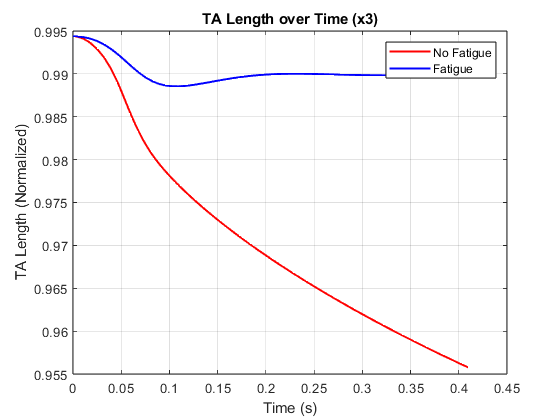 TA Length over Time (x3)
No Fatigue
Fatigue
TA Length (Normalized)
0.995
0.99
0.985
0.98
0.975
0.97
0.965
0.96
0.955
0 0.05 0.1 0.15 0.2 0.25 0.3 0.35 0.4 0.45
Time (s)